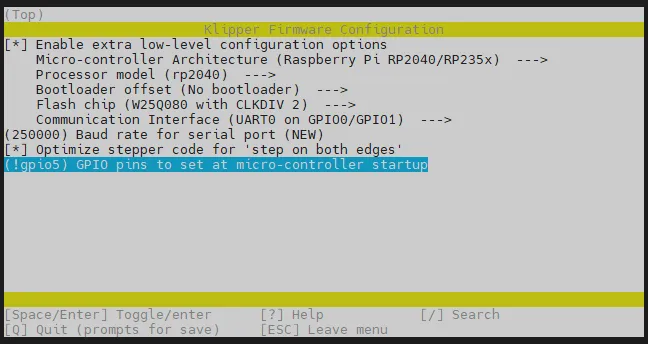 (Top)
Klipper Firmware Configuration
[*] Enable extra low-level configuration options
Micro-controller Architecture (Raspberry Pi RP2040/RP235x)  --->
Processor model (rp2040)  --->
Bootloader offset (No bootloader)  --->
Flash chip (W25Q080 with CLKDIV 2)  --->
Communication Interface (UART0 on GPIO0/GPIO1)  --->
(250000) Baud rate for serial port (NEW)
[*] Optimize stepper code for 'step on both edges'
(!gpio5) GPIO pins to set at micro-controller startup
[Space/Enter] Toggle/enter [?] Help [/] Search
[Q] Quit (prompts for save) [ESC] Leave menu